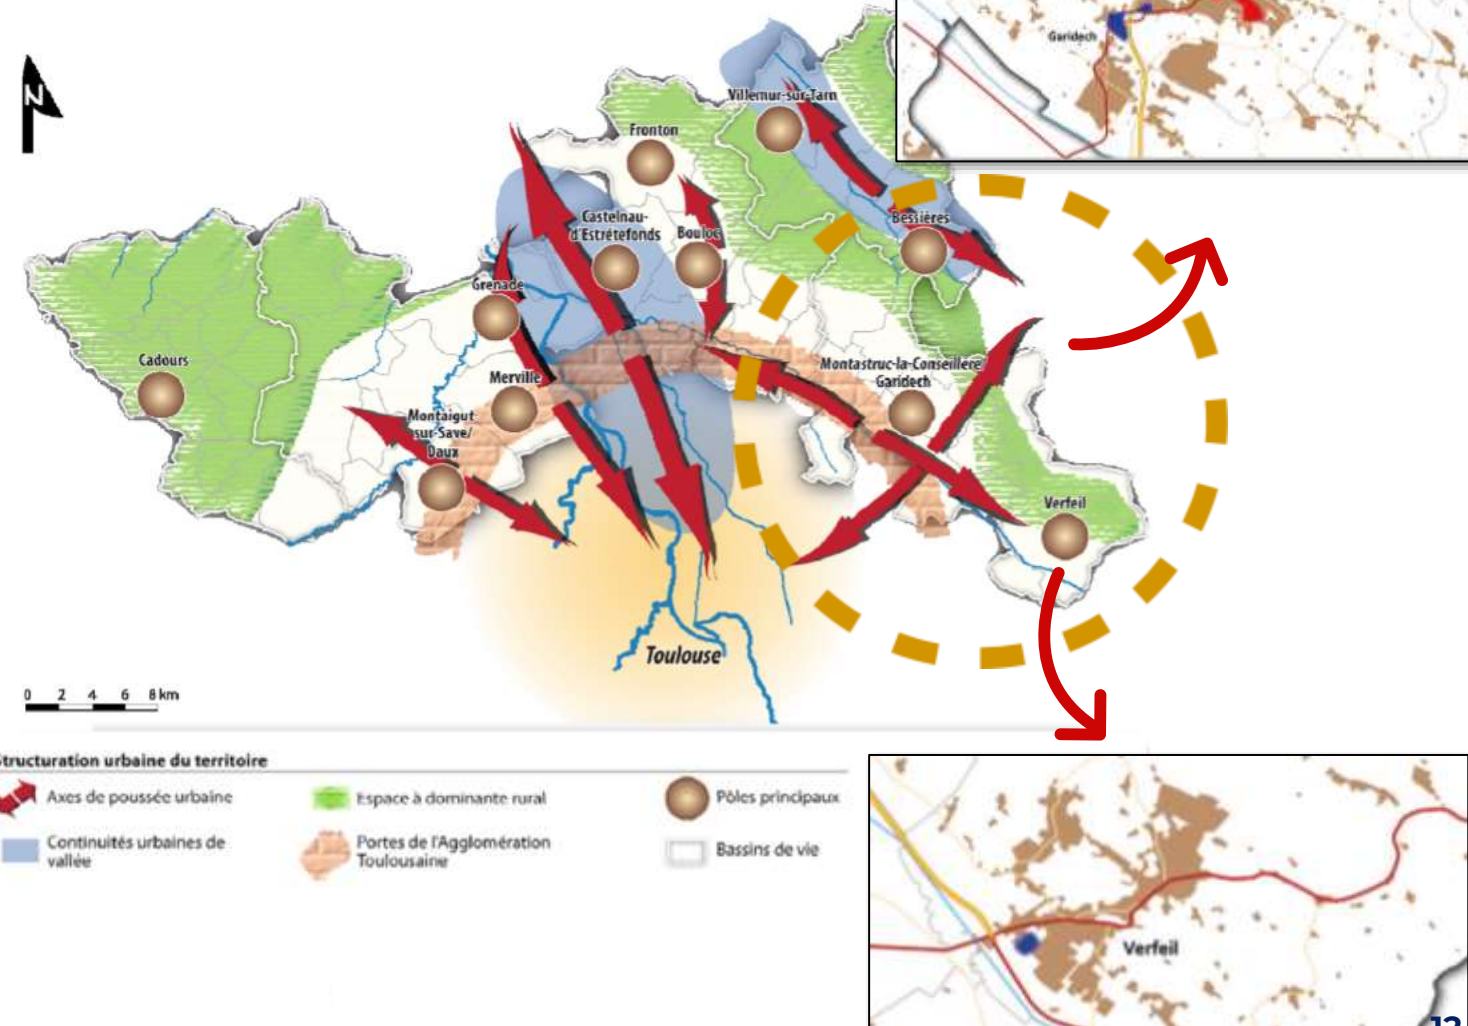 Garidech
N
Villemur-sur-Tarn
Fronton
Castelnau-
d'Estrétefonds
Bouloc
Bessières
Grenade
Cadours
Merville
Montastruc-la-Conseillère
Garidech
Montaigut
sur-Save/
Daux
Verfeil
Toulouse
0 2 4 6 8 km
Structuration urbaine du territoire
Axes de poussée urbaine
Espace à dominante rural
Pôles principaux
Continuités urbaines de
vallée
Portes de l'Agglomération
Toulousaine
Bassins de vie
Verfeil